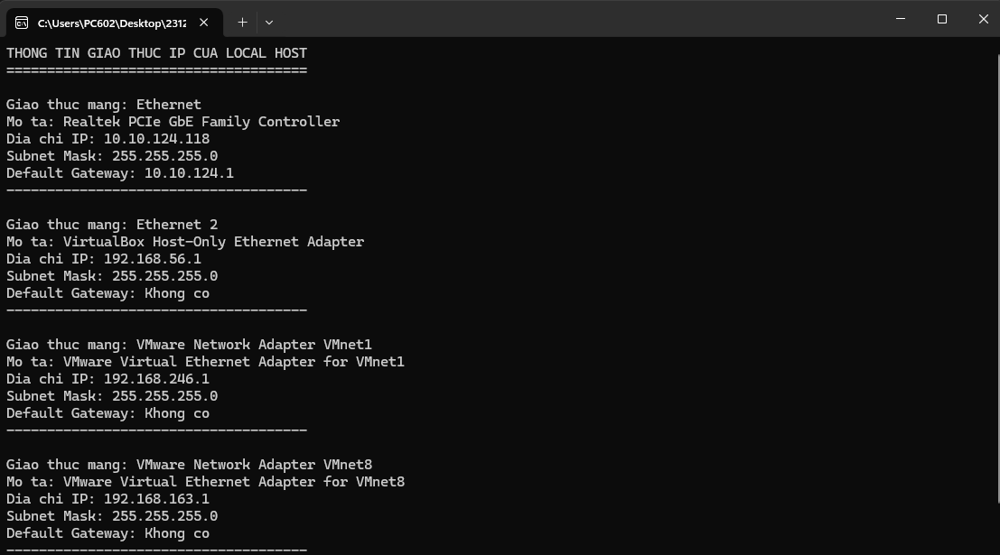 C:\Users\PC602\Desktop\2312
THONG TIN GIAO THUC IP CUA LOCAL HOST
=====================================
Giao thuc mang: Ethernet
Mo ta: Realtek PCIe GbE Family Controller
Dia chi IP: 10.10.124.118
Subnet Mask: 255.255.255.0
Default Gateway: 10.10.124.1
-------------------------------------
Giao thuc mang: Ethernet 2
Mo ta: VirtualBox Host-Only Ethernet Adapter
Dia chi IP: 192.168.56.1
Subnet Mask: 255.255.255.0
Default Gateway: Khong co
-------------------------------------
Giao thuc mang: VMware Network Adapter VMnet1
Mo ta: VMware Virtual Ethernet Adapter for VMnet1
Dia chi IP: 192.168.246.1
Subnet Mask: 255.255.255.0
Default Gateway: Khong co
-------------------------------------
Giao thuc mang: VMware Network Adapter VMnet8
Mo ta: VMware Virtual Ethernet Adapter for VMnet8
Dia chi IP: 192.168.163.1
Subnet Mask: 255.255.255.0
Default Gateway: Khong co
-------------------------------------